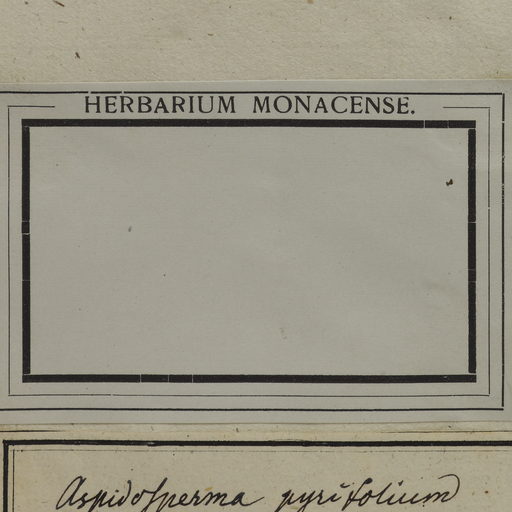 HERBARIUM MONACENSE.
Aspidosperma pyrifolium